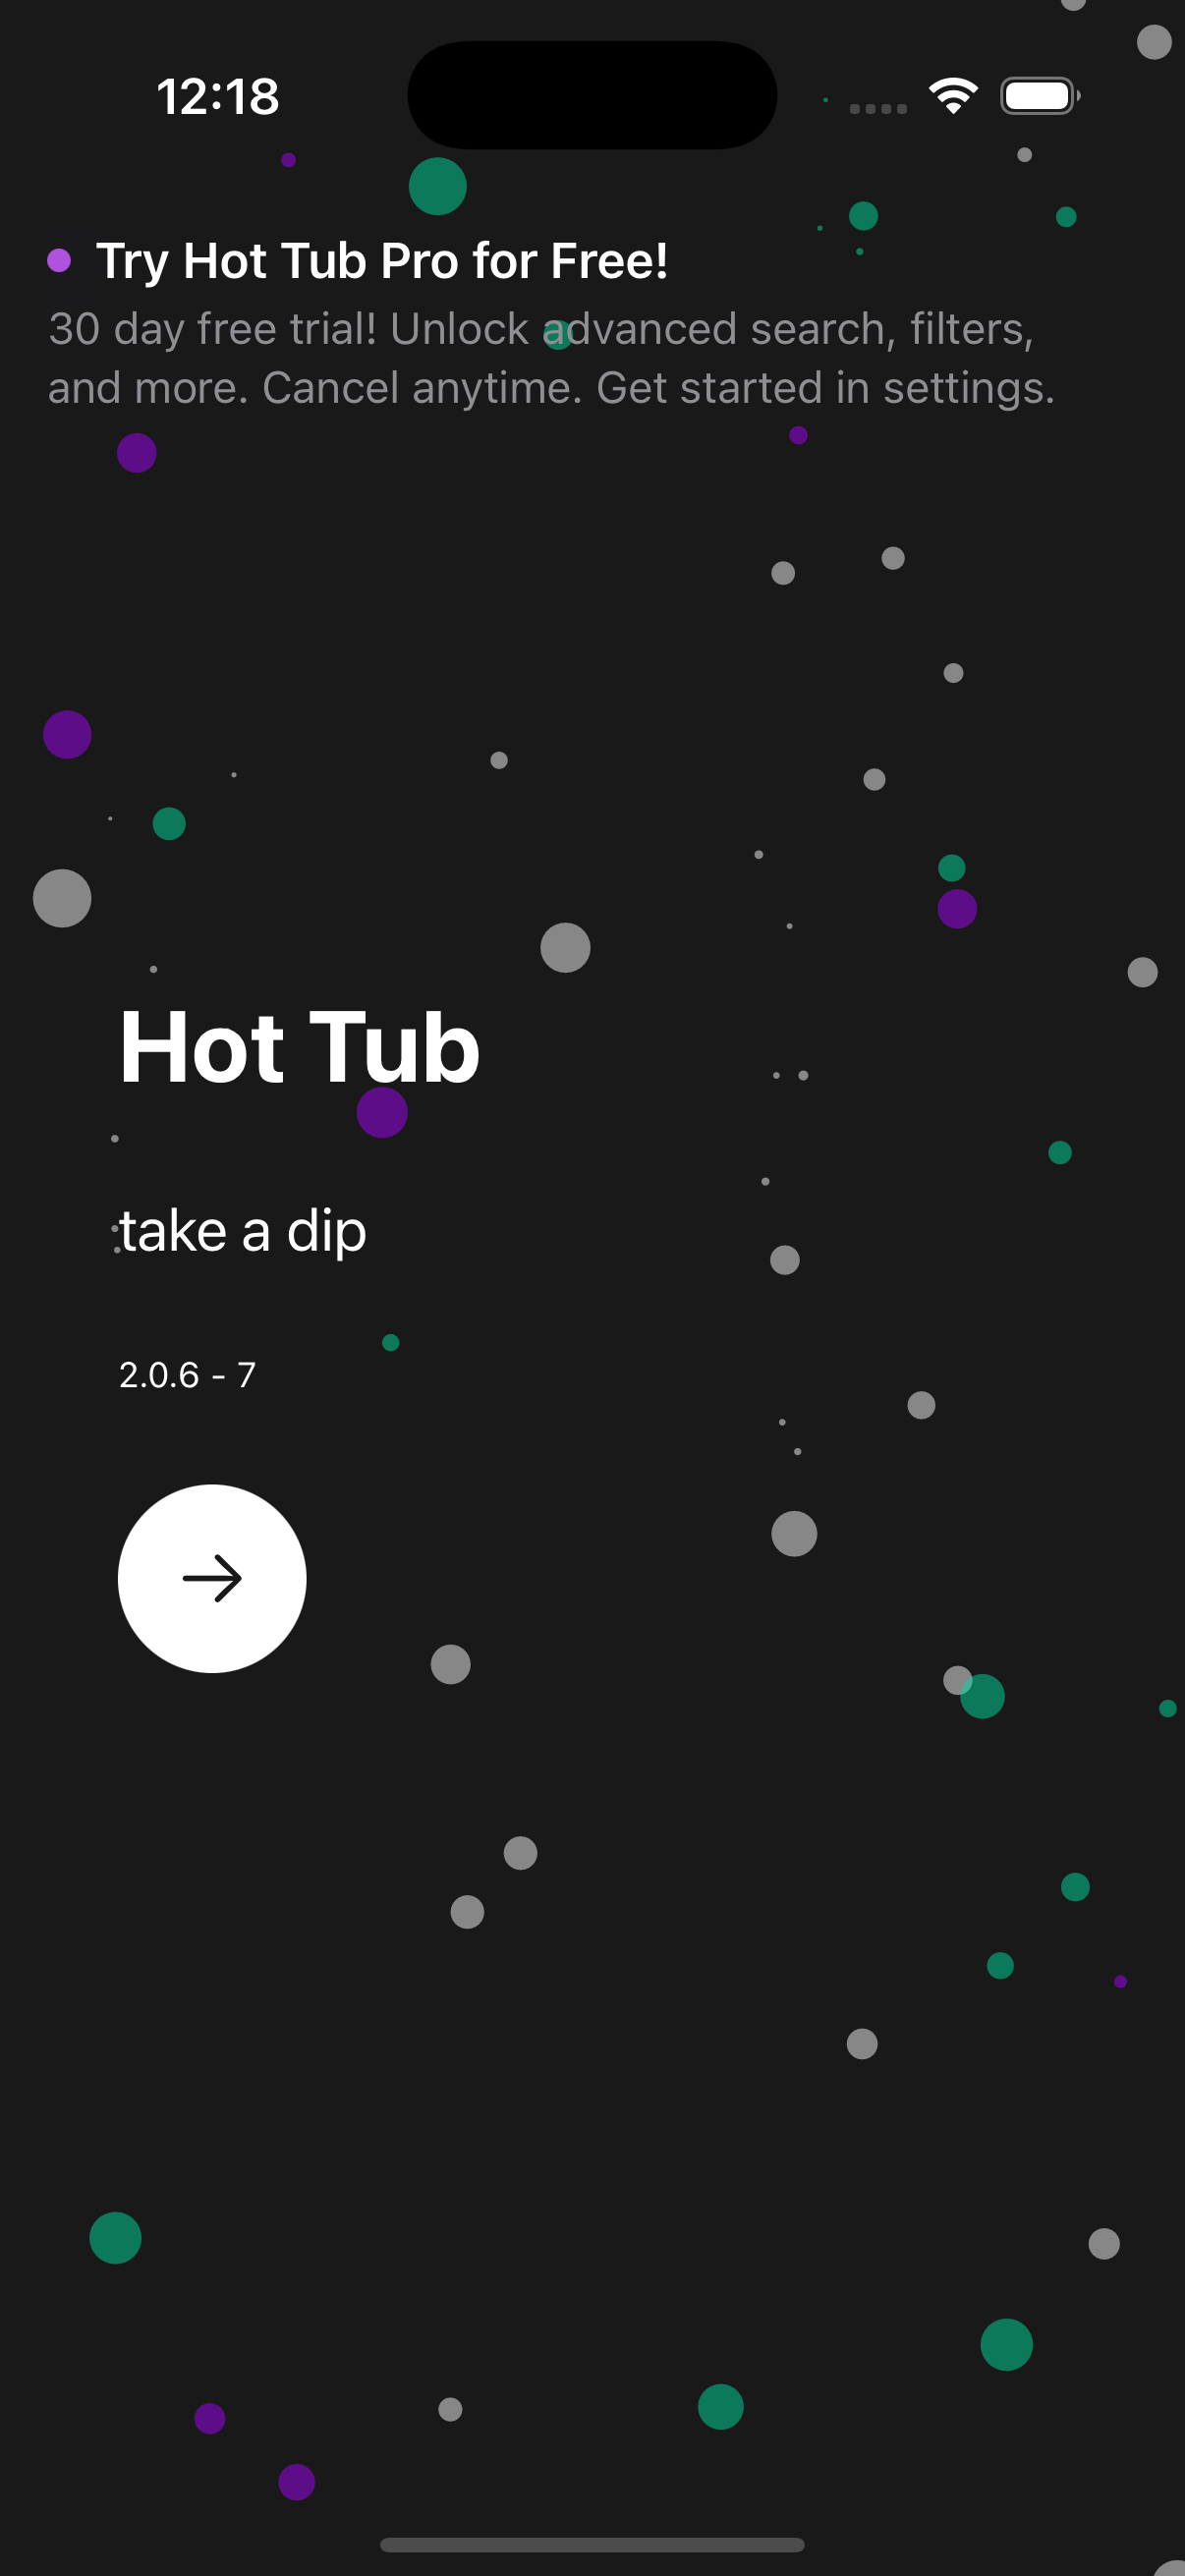 12:18
Try Hot Tub Pro for Free!
30 day free trial! Unlock advanced search, filters,
and more. Cancel anytime. Get started in settings.
Hot Tub
take a dip
2.0.6 - 7